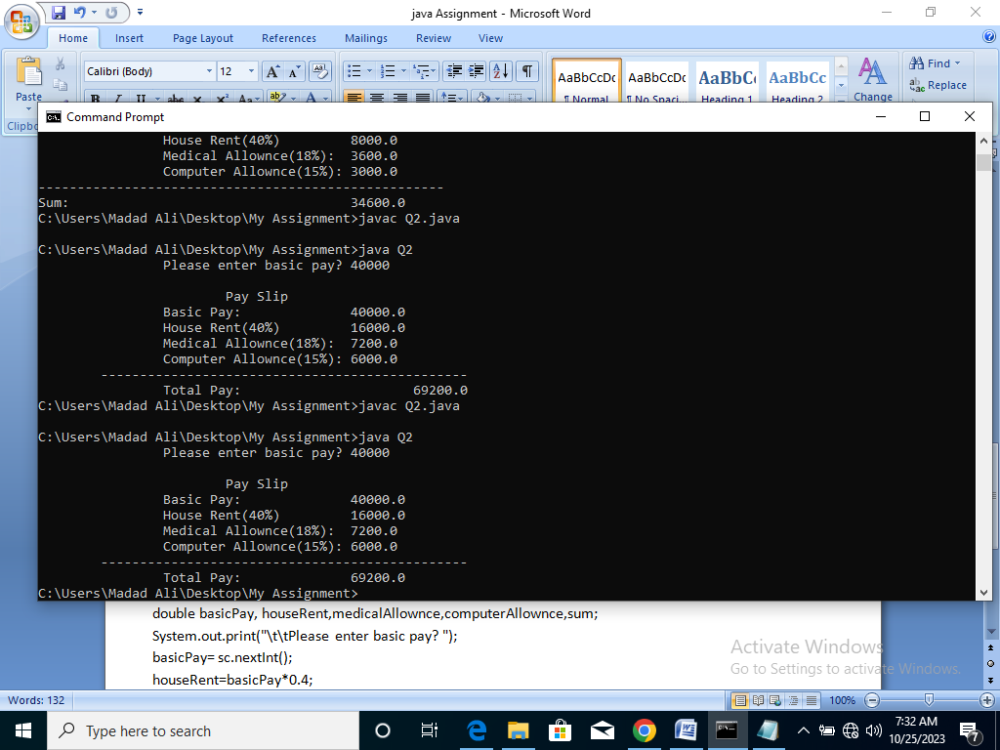 java Assignment - Microsoft Word
Home Insert Page Layout References Mailings Review View
Calibri (Body) 12
AaBbCcDc AaBbCcDc AaBbC AaBbCc
Find
Replace
Paste
¶ Normal ¶ No Spaci... Heading 1 Heading 2 Change
Command Prompt
House Rent(40%) 8000.0
Medical Allownce(18%): 3600.0
Computer Allownce(15%): 3000.0
----------------------------------------------------
Sum: 34600.0
C:\Users\Madad Ali\Desktop\My Assignment>javac Q2.java
C:\Users\Madad Ali\Desktop\My Assignment>java Q2
Please enter basic pay? 40000
Pay Slip
Basic Pay: 40000.0
House Rent(40%) 16000.0
Medical Allownce(18%): 7200.0
Computer Allownce(15%): 6000.0
-----------------------------------------------
Total Pay: 69200.0
C:\Users\Madad Ali\Desktop\My Assignment>javac Q2.java
C:\Users\Madad Ali\Desktop\My Assignment>java Q2
Please enter basic pay? 40000
Pay Slip
Basic Pay: 40000.0
House Rent(40%) 16000.0
Medical Allownce(18%): 7200.0
Computer Allownce(15%): 6000.0
-----------------------------------------------
Total Pay: 69200.0
C:\Users\Madad Ali\Desktop\My Assignment>
double basicPay, houseRent,medicalAllownce,computerAllownce,sum;
System.out.print("\t\tPlease enter basic pay? ");
basicPay= sc.nextInt();
houseRent=basicPay*0.4;
Activate Windows
Go to Settings to activate Windows.
Words: 132 100%
Type here to search
7:32 AM
10/25/2023
7